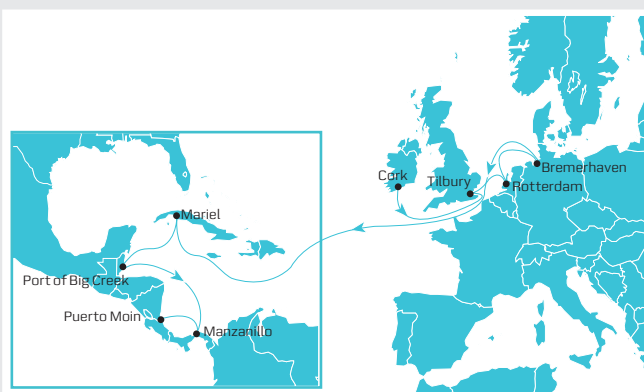 Cork
Tilbury
Bremerhaven
Rotterdam
Mariel
Port of Big Creek
Puerto Moin
Manzanillo